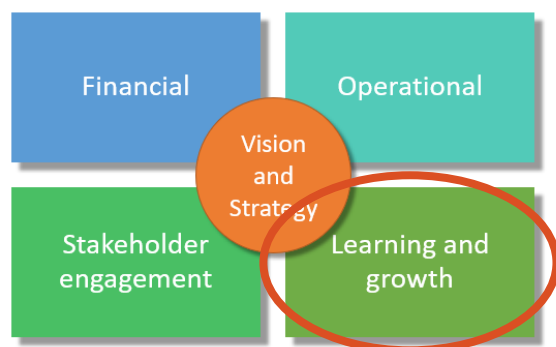 Financial
Operational
Vision
and
Strategy
Stakeholder
engagement
Learning and
growth